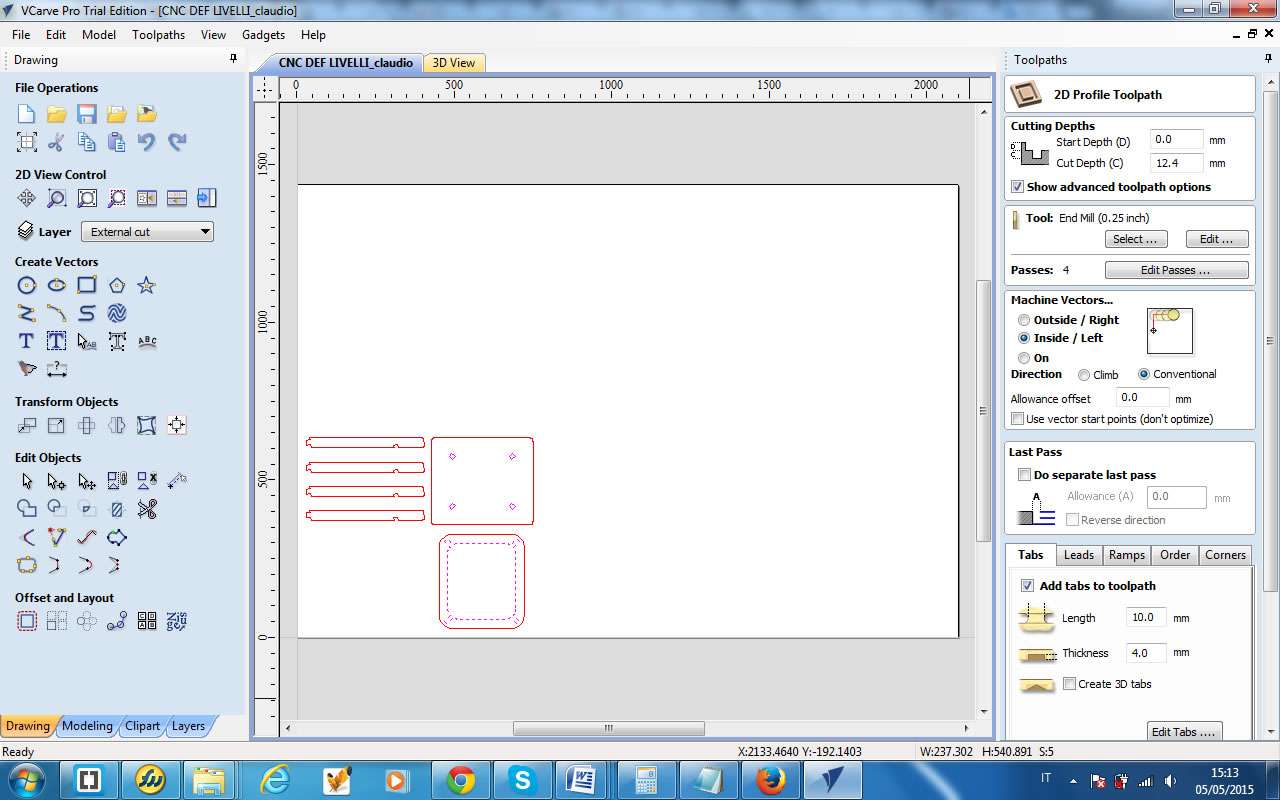 VCarve Pro Trial Edition - [CNC DEF LIVELLI_claudio]
File Edit Model Toolpaths View Gadgets Help
Drawing
File Operations
2D View Control
Layer External cut
Create Vectors
Transform Objects
Edit Objects
Offset and Layout
Drawing Modeling Clipart Layers
CNC DEF LIVELLI_claudio 3D View
0 500 1000 1500 2000
1500
1000
500
0
Toolpaths
2D Profile Toolpath
Cutting Depths
Start Depth (D) 0.0 mm
Cut Depth (C) 12.4 mm
Show advanced toolpath options
Tool: End Mill (0.25 inch)
Select ... Edit ...
Passes: 4 Edit Passes ...
Machine Vectors...
Outside / Right
Inside / Left
On
Direction Climb Conventional
Allowance offset 0.0 mm
Use vector start points (don't optimize)
Last Pass
Do separate last pass
A Allowance (A) 0.0 mm
Reverse direction
Tabs Leads Ramps Order Corners
Add tabs to toolpath
Length 10.0 mm
Thickness 4.0 mm
Create 3D tabs
Edit Tabs ....
Ready X:2133.4640 Y:-192.1403 W:237.302 H:540.891 S:5
IT 15:13
05/05/2015